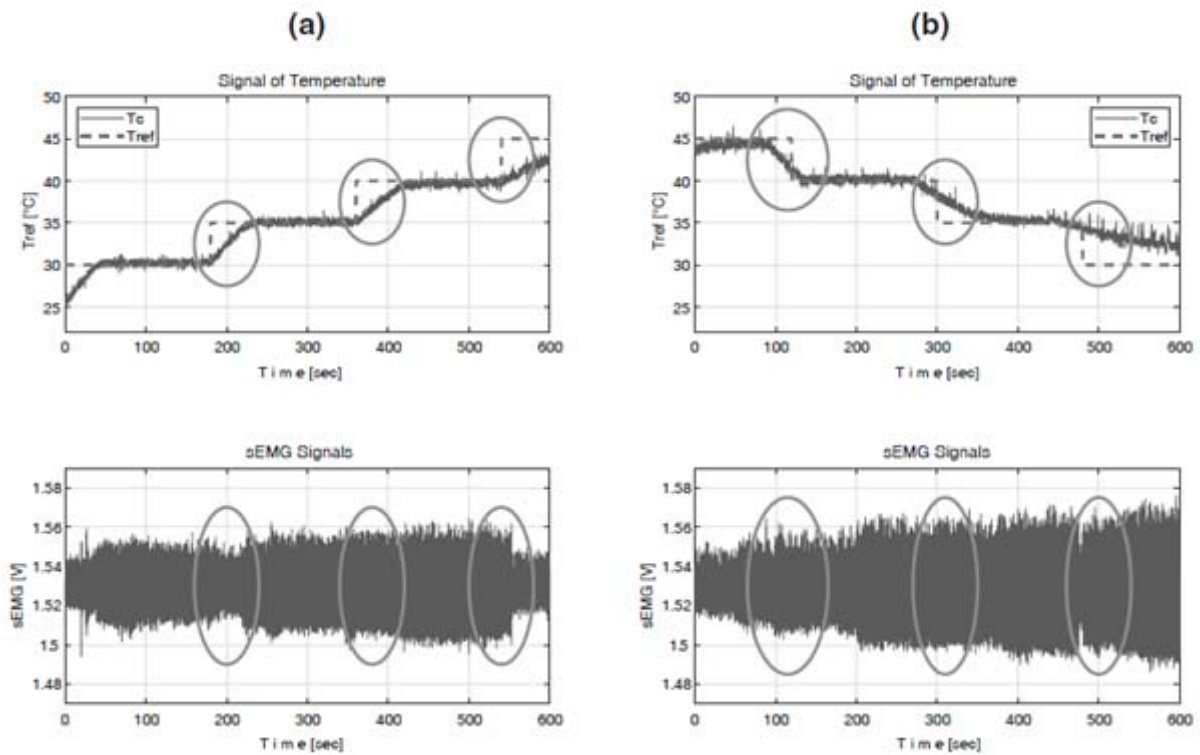 (a)
Signal of Temperature
50
45
40
35
30
25
Tref [°C]
Tc
Tref
0 100 200 300 400 500 600
T i m e [sec]
sEMG Signals
1.58
1.56
1.54
1.52
1.5
1.48
sEMG [V]
0 100 200 300 400 500 600
T i m e [sec]
(b)
Signal of Temperature
50
45
40
35
30
25
Tref [°C]
Tc
Tref
0 100 200 300 400 500 600
T i m e [sec]
sEMG Signals
1.58
1.56
1.54
1.52
1.5
1.48
sEMG [V]
0 100 200 300 400 500 600
T i m e [sec]